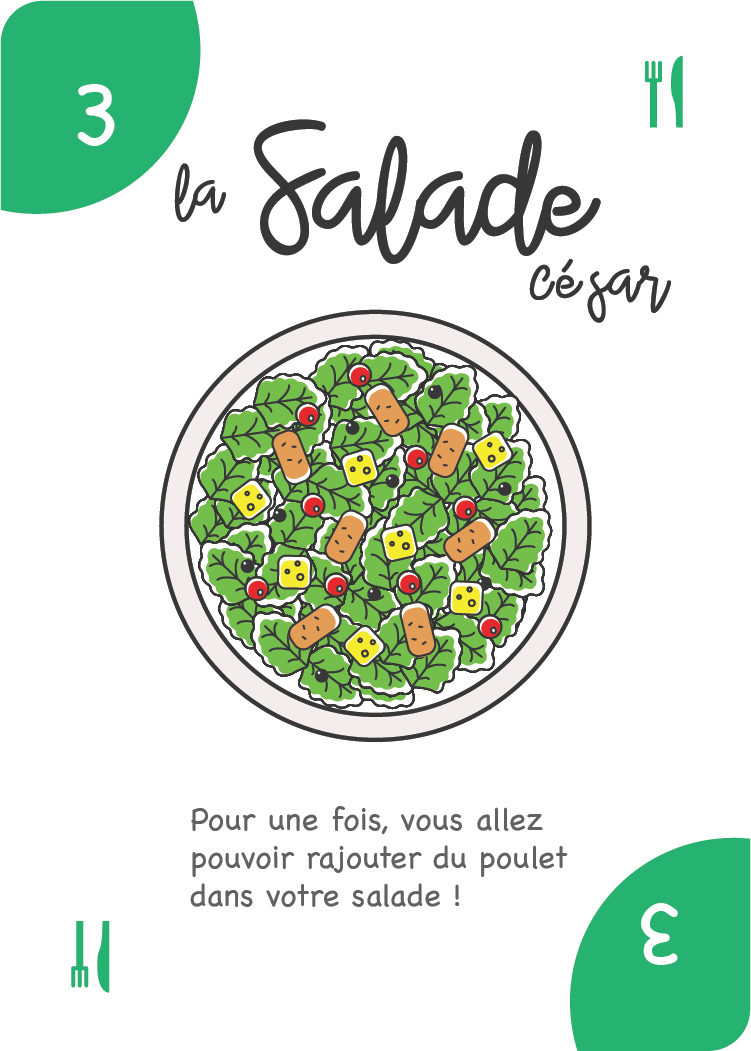 3
la Salade
César
Pour une fois, vous allez
pouvoir rajouter du poulet
dans votre salade !
3